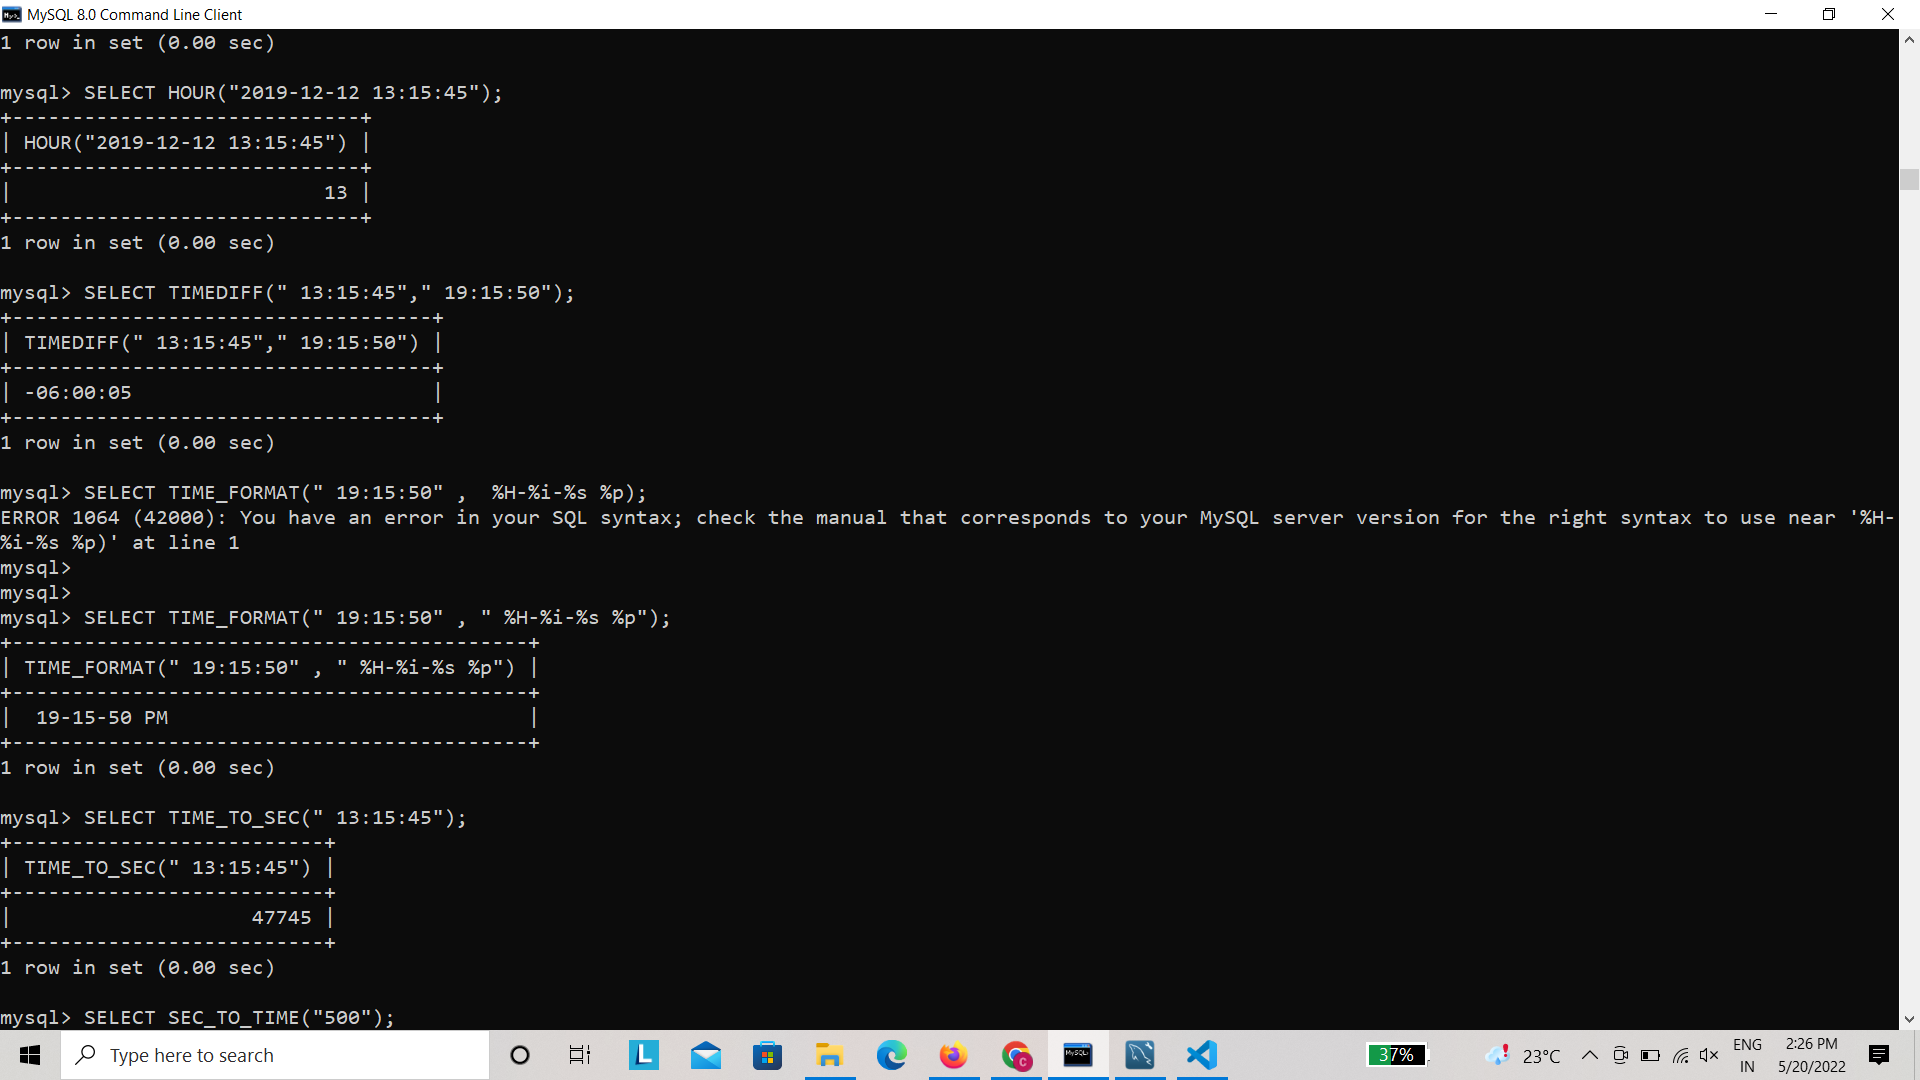 MySQL 8.0 Command Line Client
1 row in set (0.00 sec)
mysql> SELECT HOUR("2019-12-12 13:15:45");
+-----------------------------+
| HOUR("2019-12-12 13:15:45") |
+-----------------------------+
|                          13 |
+-----------------------------+
1 row in set (0.00 sec)
mysql> SELECT TIMEDIFF(" 13:15:45"," 19:15:50");
+-----------------------------------+
| TIMEDIFF(" 13:15:45"," 19:15:50") |
+-----------------------------------+
| -06:00:05                         |
+-----------------------------------+
1 row in set (0.00 sec)
mysql> SELECT TIME_FORMAT(" 19:15:50" ,  %H-%i-%s %p);
ERROR 1064 (42000): You have an error in your SQL syntax; check the manual that corresponds to your MySQL server version for the right syntax to use near '%H-
%i-%s %p)' at line 1
mysql>
mysql>
mysql> SELECT TIME_FORMAT(" 19:15:50" , " %H-%i-%s %p");
+-------------------------------------------+
| TIME_FORMAT(" 19:15:50" , " %H-%i-%s %p") |
+-------------------------------------------+
|  19-15-50 PM                              |
+-------------------------------------------+
1 row in set (0.00 sec)
mysql> SELECT TIME_TO_SEC(" 13:15:45");
+--------------------------+
| TIME_TO_SEC(" 13:15:45") |
+--------------------------+
|                    47745 |
+--------------------------+
1 row in set (0.00 sec)
mysql> SELECT SEC_TO_TIME("500");
Type here to search
L
C
MySQL
37%
23°C
ENG
IN
2:26 PM
5/20/2022